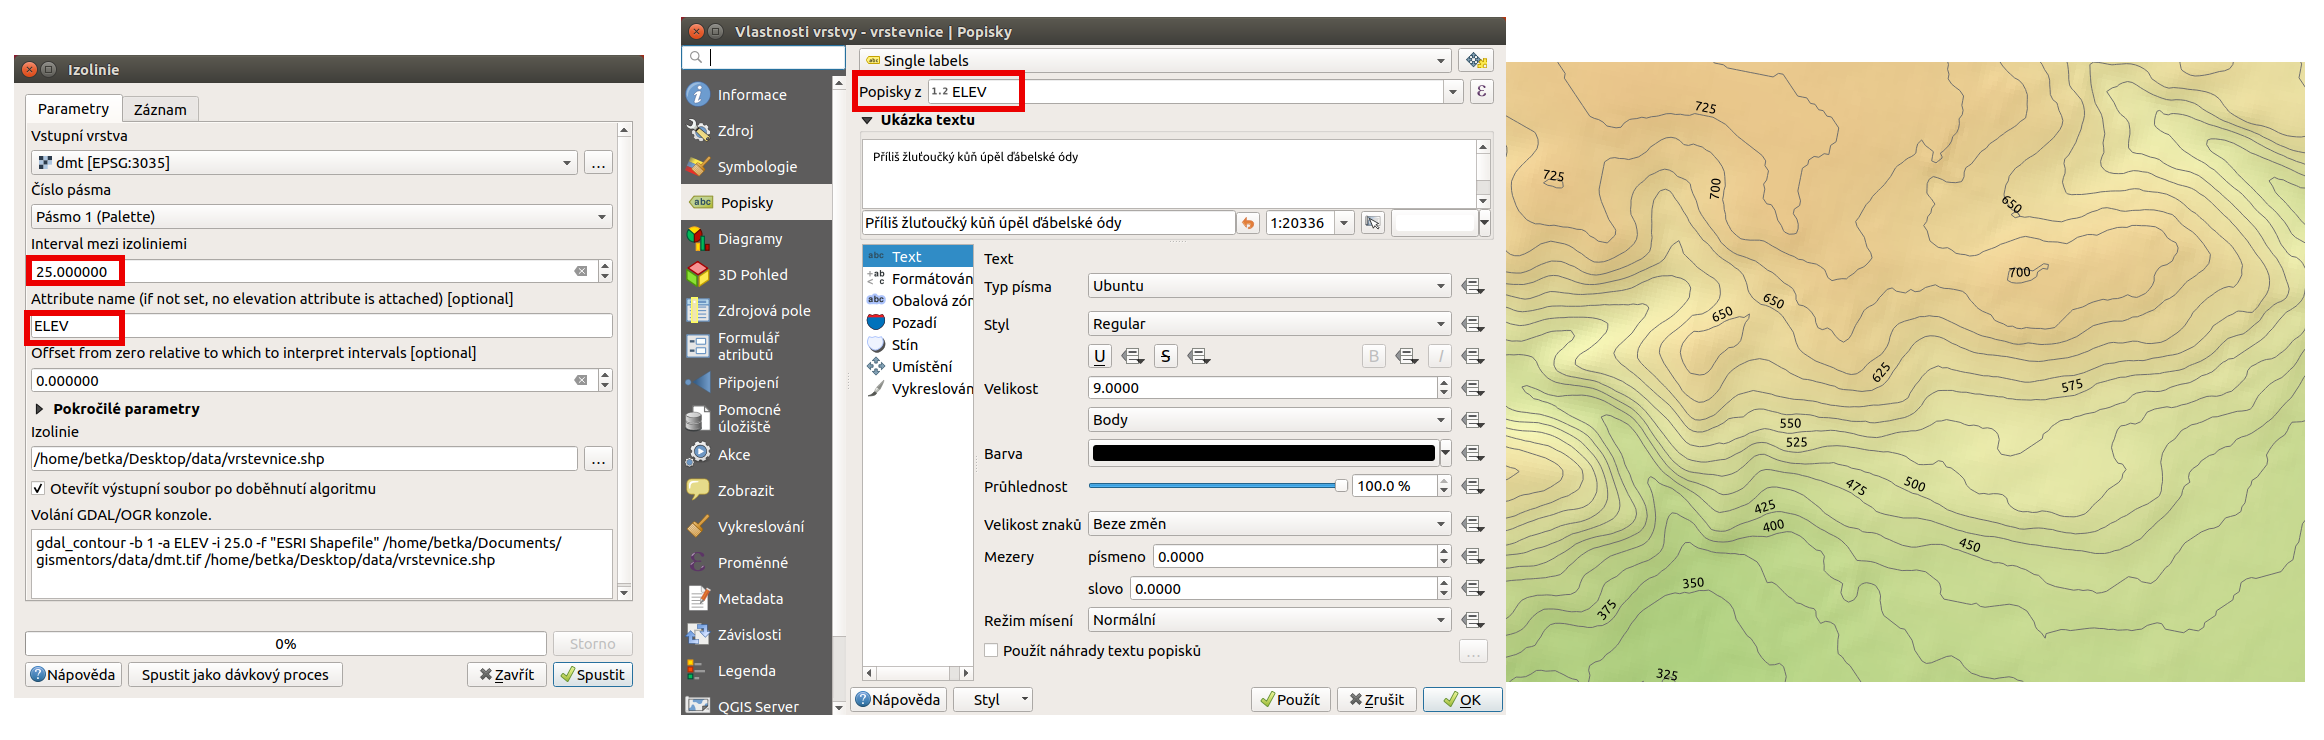 Izolinie
Parametry
Záznam
Vstupní vrstva
dmt [EPSG:3035]
...
Číslo pásma
Pásmo 1 (Palette)
Interval mezi izoliniemi
25.000000
Attribute name (if not set, no elevation attribute is attached) [optional]
ELEV
Offset from zero relative to which to interpret intervals [optional]
0.000000
Pokročilé parametry
Izolinie
/home/betka/Desktop/data/vrstevnice.shp
...
Otevřít výstupní soubor po doběhnutí algoritmu
Volání GDAL/OGR konzole.
gdal_contour -b 1 -a ELEV -i 25.0 -f "ESRI Shapefile" /home/betka/Documents/
gismentors/data/dmt.tif /home/betka/Desktop/data/vrstevnice.shp
0%
Storno
Nápověda
Spustit jako dávkový proces
Zavřít
Spustit
Vlastnosti vrstvy - vrstevnice | Popisky
Informace
Zdroj
Symbologie
abc Popisky
Diagramy
3D Pohled
Zdrojová pole
Formulář
atributů
Připojení
Pomocné
úložiště
Akce
Zobrazit
Vykreslování
Proměnné
Metadata
Závislosti
Legenda
QGIS Server
abc Single labels
Popisky z 1.2 ELEV
ε
Ukázka textu
Příliš žluťoučký kůň úpěl ďábelské ódy
Příliš žluťoučký kůň úpěl ďábelské ódy
1:20336
abc Text
+ab
< c
Formátován
abc Obalová zón
Pozadí
Stín
Umístění
Vykreslován
Text
Typ písma
Ubuntu
Styl
Regular
U
S
B
I
Velikost
9.0000
Body
Barva
Průhlednost
100.0 %
Velikost znaků
Beze změn
Mezery
písmeno
0.0000
slovo
0.0000
Režim mísení
Normální
Použít náhrady textu popisků
...
Nápověda
Styl
Použít
Zrušit
OK
725
725
700
650
700
650
650
625
575
550
525
500
475
425
400
450
350
375
325